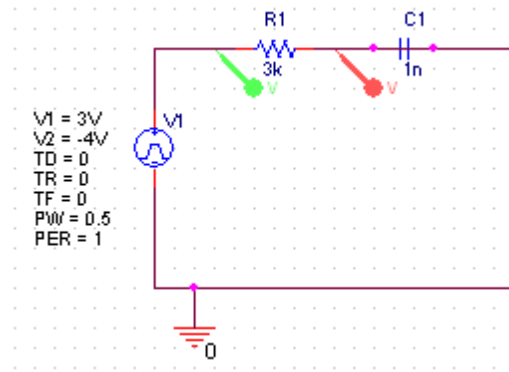 R1
C1
3k
1n
V
V
V1
V1 = 3V
V2 = -4V
TD = 0
TR = 0
TF = 0
PW = 0.5
PER = 1
0